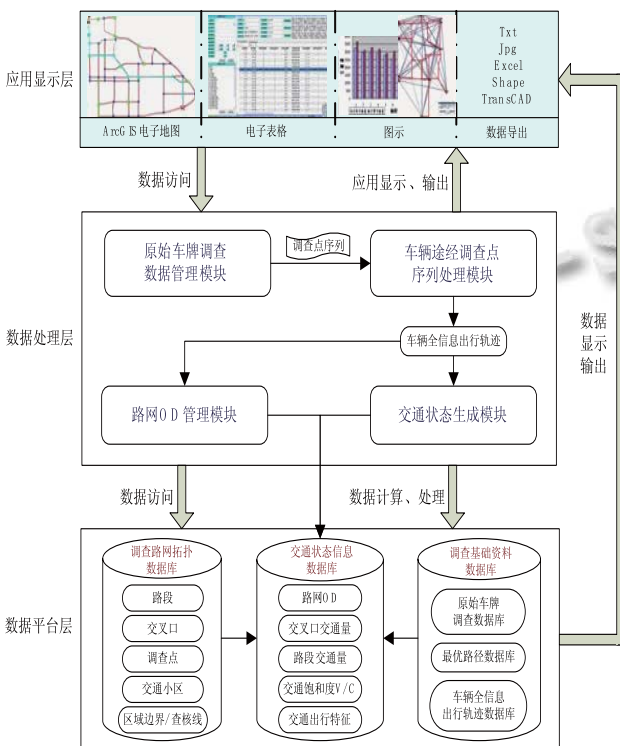 应用显示层
Txt
Jpg
Excel
Shape
TransCAD
ArcGIS电子地图
电子表格
图示
数据导出
数据访问
应用显示、输出
数据处理层
原始车牌调查
数据管理模块
调查点序列
车辆途经调查点
序列处理模块
车辆全信息出行轨迹
路网OD管理模块
交通状态生成模块
数据
显示
输出
数据访问
数据计算、处理
数据平台层
调查路网拓扑
数据库
路段
交叉口
调查点
交通小区
区域边界/查核线
交通状态信息
数据库
路网OD
交叉口交通量
路段交通量
交通饱和度V/C
交通出行特征
调查基础资料
数据库
原始车牌
调查数据库
最优路径数据库
车辆全信息
出行轨迹数据库